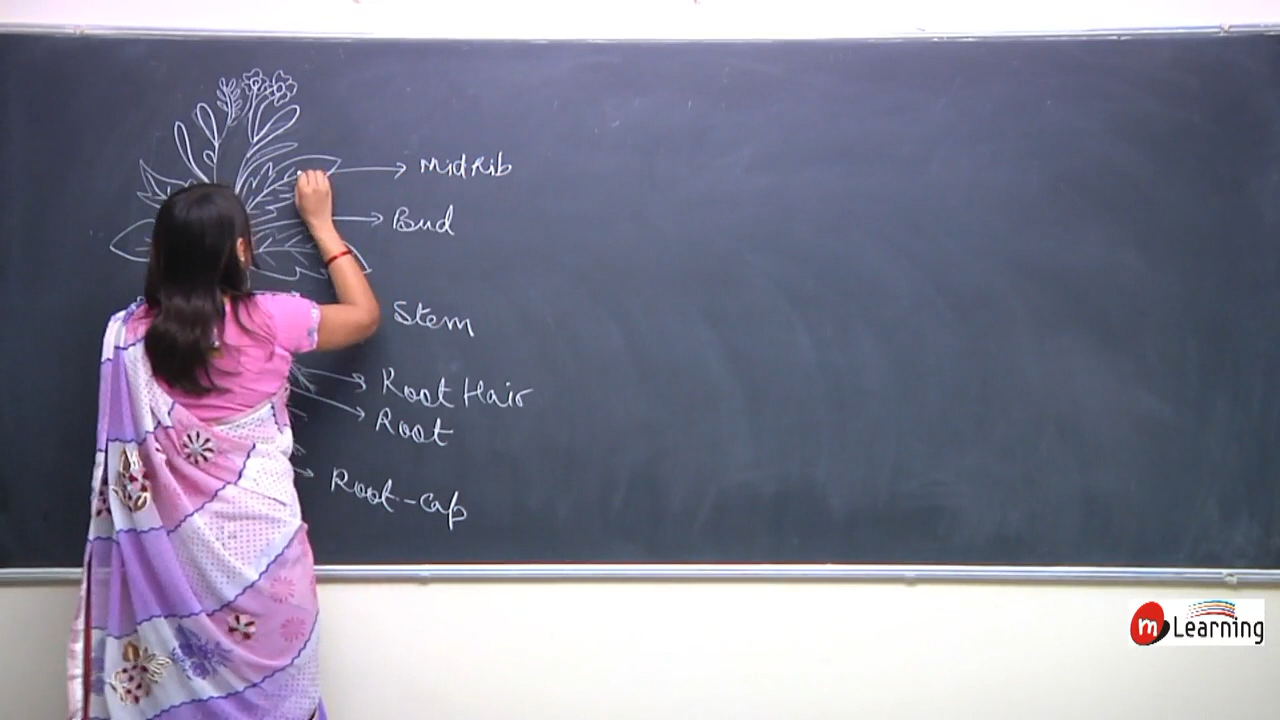 MidRib
Bud
Stem
Root Hair
Root
Root-Cap
m Learning